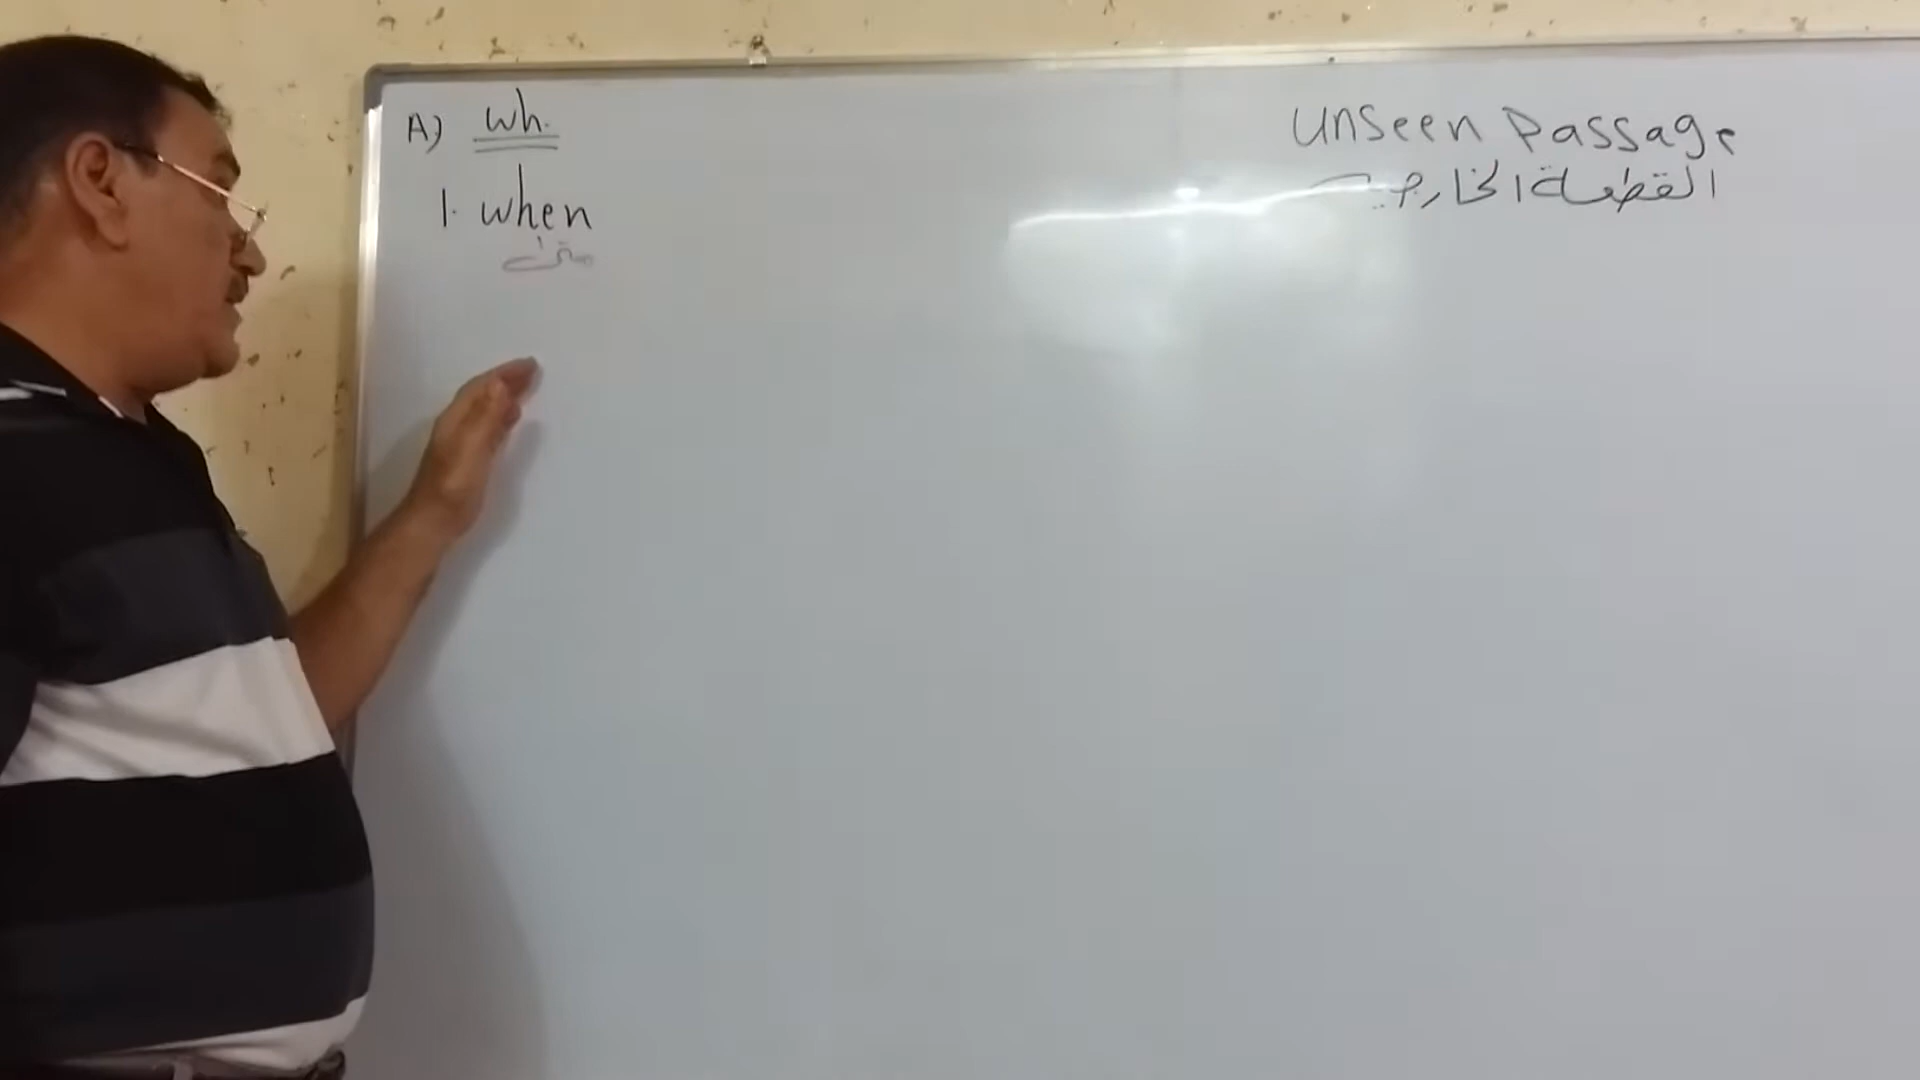 A) wh.
1. when
متى
Unseen Passage
القطعة الخارجية